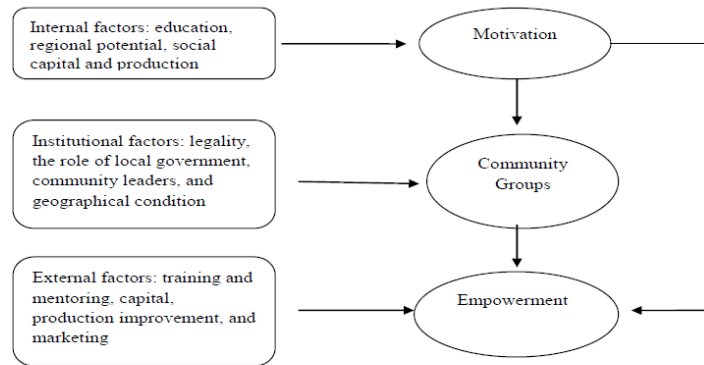 Internal factors: education,
regional potential, social
capital and production
Motivation
Institutional factors: legality,
the role of local government,
community leaders, and
geographical condition
Community
Groups
External factors: training and
mentoring, capital,
production improvement, and
marketing
Empowerment